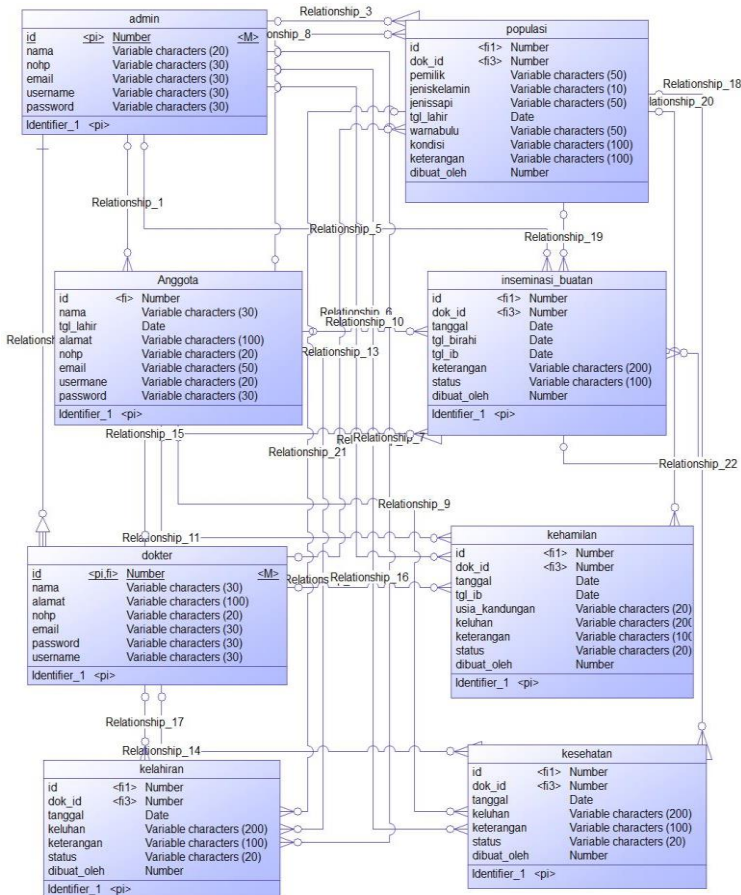 admin
id <pi> Number <M>
nama Variable characters (20)
nohp Variable characters (30)
email Variable characters (30)
username Variable characters (30)
password Variable characters (30)
Identifier_1 <pi>
Relationship_3
populasi
id <fi1> Number
dok_id <fi3> Number
pemilik Variable characters (50)
jeniskelamin Variable characters (10)
jenissapi Variable characters (50)
tgl_lahir Date
warnabulu Variable characters (50)
kondisi Variable characters (100)
keterangan Variable characters (100)
dibuat_oleh Number
Relationship_18
Relationship_1
Relationship_5
Relationship_19
Anggota
id <fi> Number
nama Variable characters (30)
tgl_lahir Date
alamat Variable characters (100)
nohp Variable characters (20)
email Variable characters (50)
usermane Variable characters (20)
password Variable characters (30)
Identifier_1 <pi>
Relationship_10
Relationship_13
inseminasi_buatan
id <fi1> Number
dok_id <fi3> Number
tanggal Date
tgl_birahi Date
tgl_ib Date
keterangan Variable characters (200)
status Variable characters (100)
dibuat_oleh Number
Identifier_1 <pi>
Relationship_15
Relationship_21
Relationship_7
Relationship_22
Relationship_9
Relationship_11
dokter
id <pi,fi> Number <M>
nama Variable characters (30)
alamat Variable characters (100)
nohp Variable characters (20)
email Variable characters (30)
password Variable characters (30)
username Variable characters (30)
Identifier_1 <pi>
Relationship_16
kehamilan
id <fi1> Number
dok_id <fi3> Number
tanggal Date
tgl_ib Date
usia_kandungan Variable characters (20)
keluhan Variable characters (200
keterangan Variable characters (100
status Variable characters (20)
dibuat_oleh Number
Identifier_1 <pi>
Relationship_17
Relationship_14
kelahiran
id <fi1> Number
dok_id <fi3> Number
tanggal Date
keluhan Variable characters (200)
keterangan Variable characters (100)
status Variable characters (20)
dibuat_oleh Number
Identifier_1 <pi>
kesehatan
id <fi1> Number
dok_id <fi3> Number
tanggal Date
keluhan Variable characters (200)
keterangan Variable characters (100)
status Variable characters (20)
dibuat_oleh Number
Identifier_1 <pi>